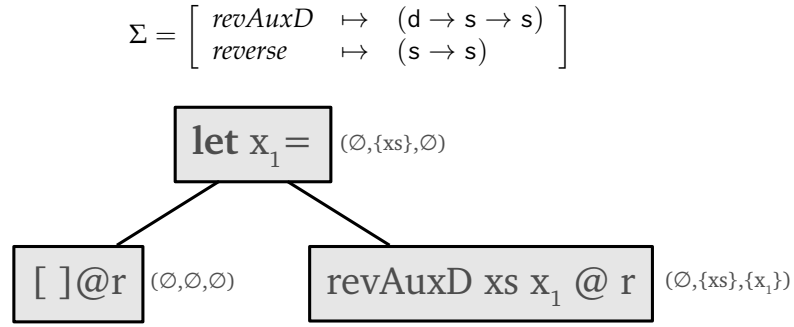 Σ = [ revAuxD ↦ (d → s → s)
reverse ↦ (s → s) ]
let x₁= (∅,{xs},∅)
[ ]@r (∅,∅,∅) revAuxD xs x₁ @ r (∅,{xs},{x₁})